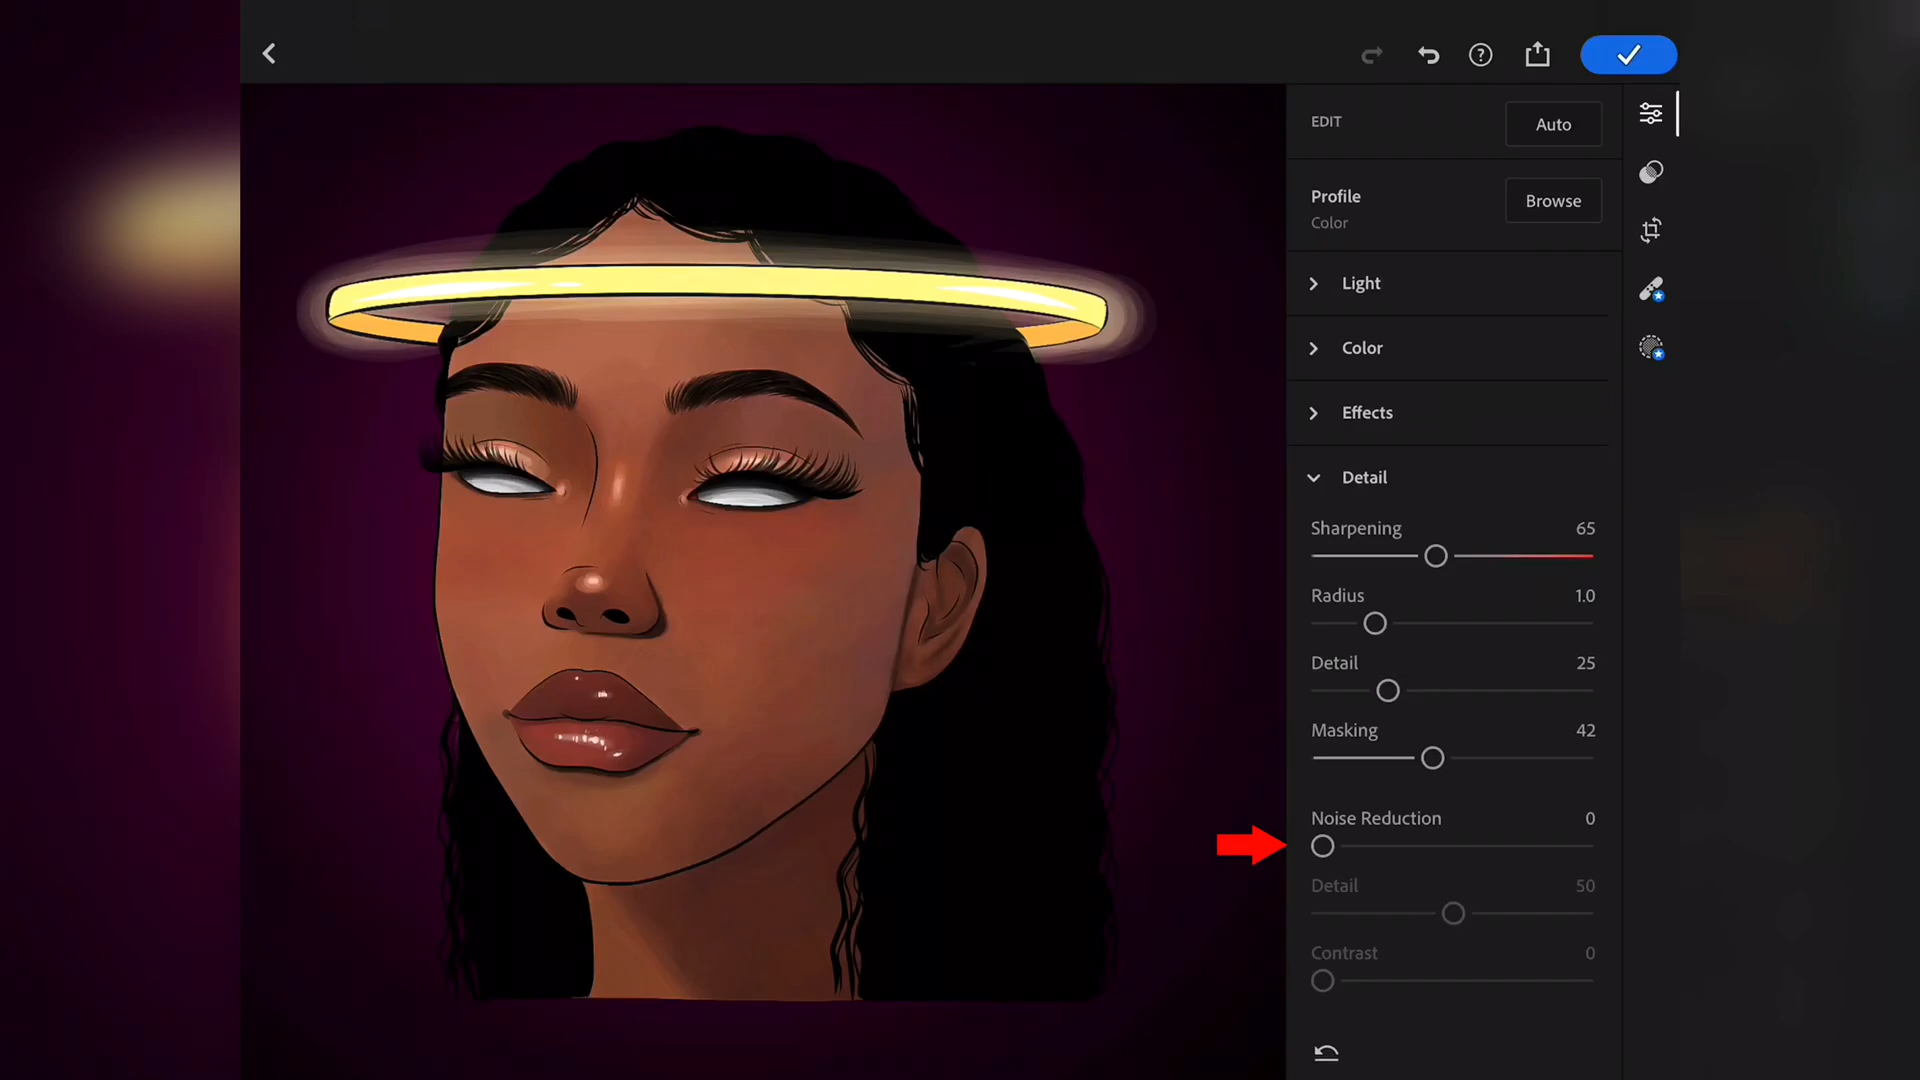 EDIT
Auto
Profile
Color
Browse
Light
Color
Effects
Detail
Sharpening 65
Radius 1.0
Detail 25
Masking 42
Noise Reduction 0
Detail 50
Contrast 0